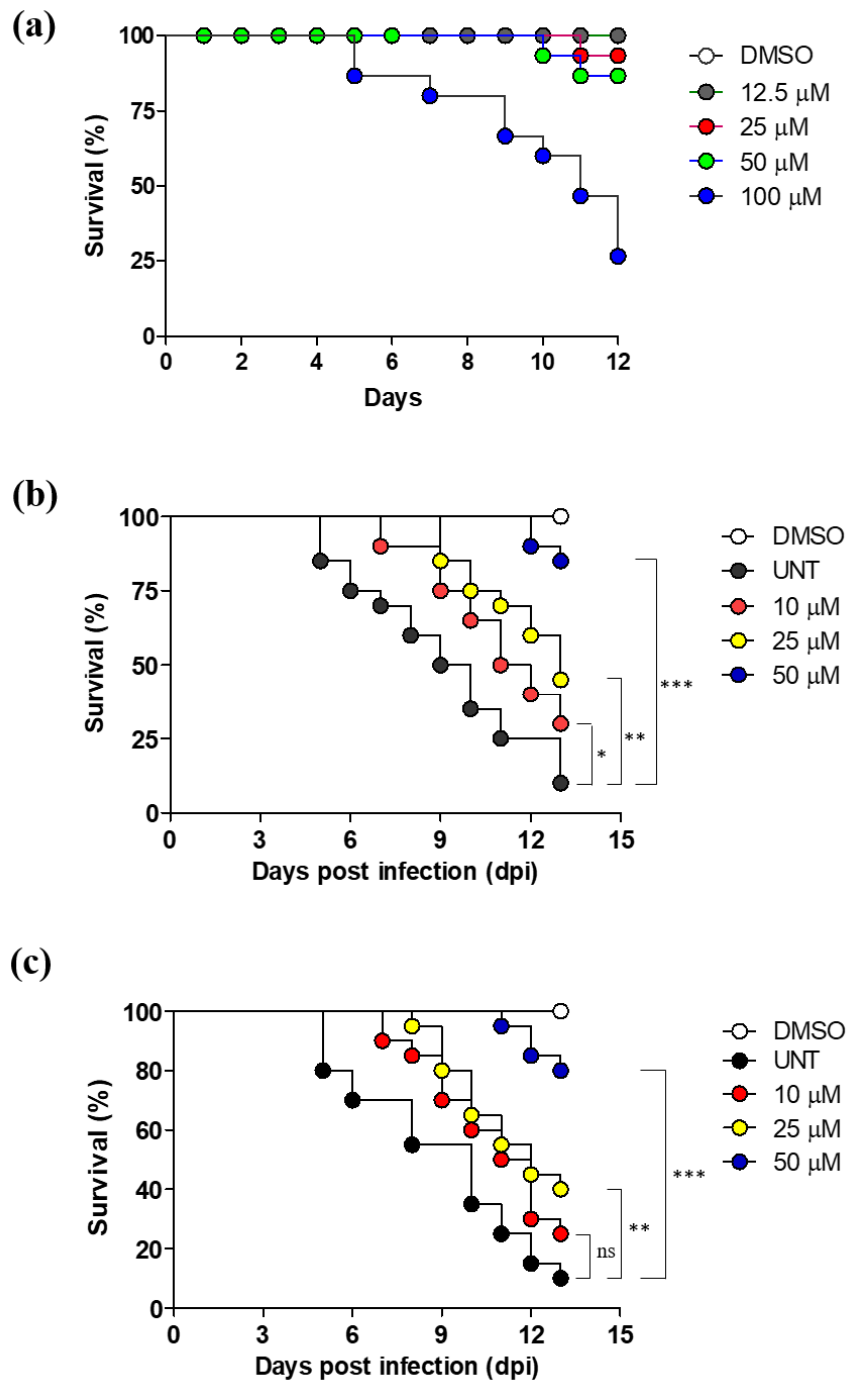 (a)
100
75
50
25
0
Survival (%)
0 2 4 6 8 10 12
Days
DMSO
12.5 μM
25 μM
50 μM
100 μM
(b)
100
75
50
25
0
Survival (%)
0 3 6 9 12 15
Days post infection (dpi)
DMSO
UNT
10 μM
25 μM
50 μM
*
**
***
(c)
100
80
60
40
20
0
Survival (%)
0 3 6 9 12 15
Days post infection (dpi)
DMSO
UNT
10 μM
25 μM
50 μM
ns
**
***